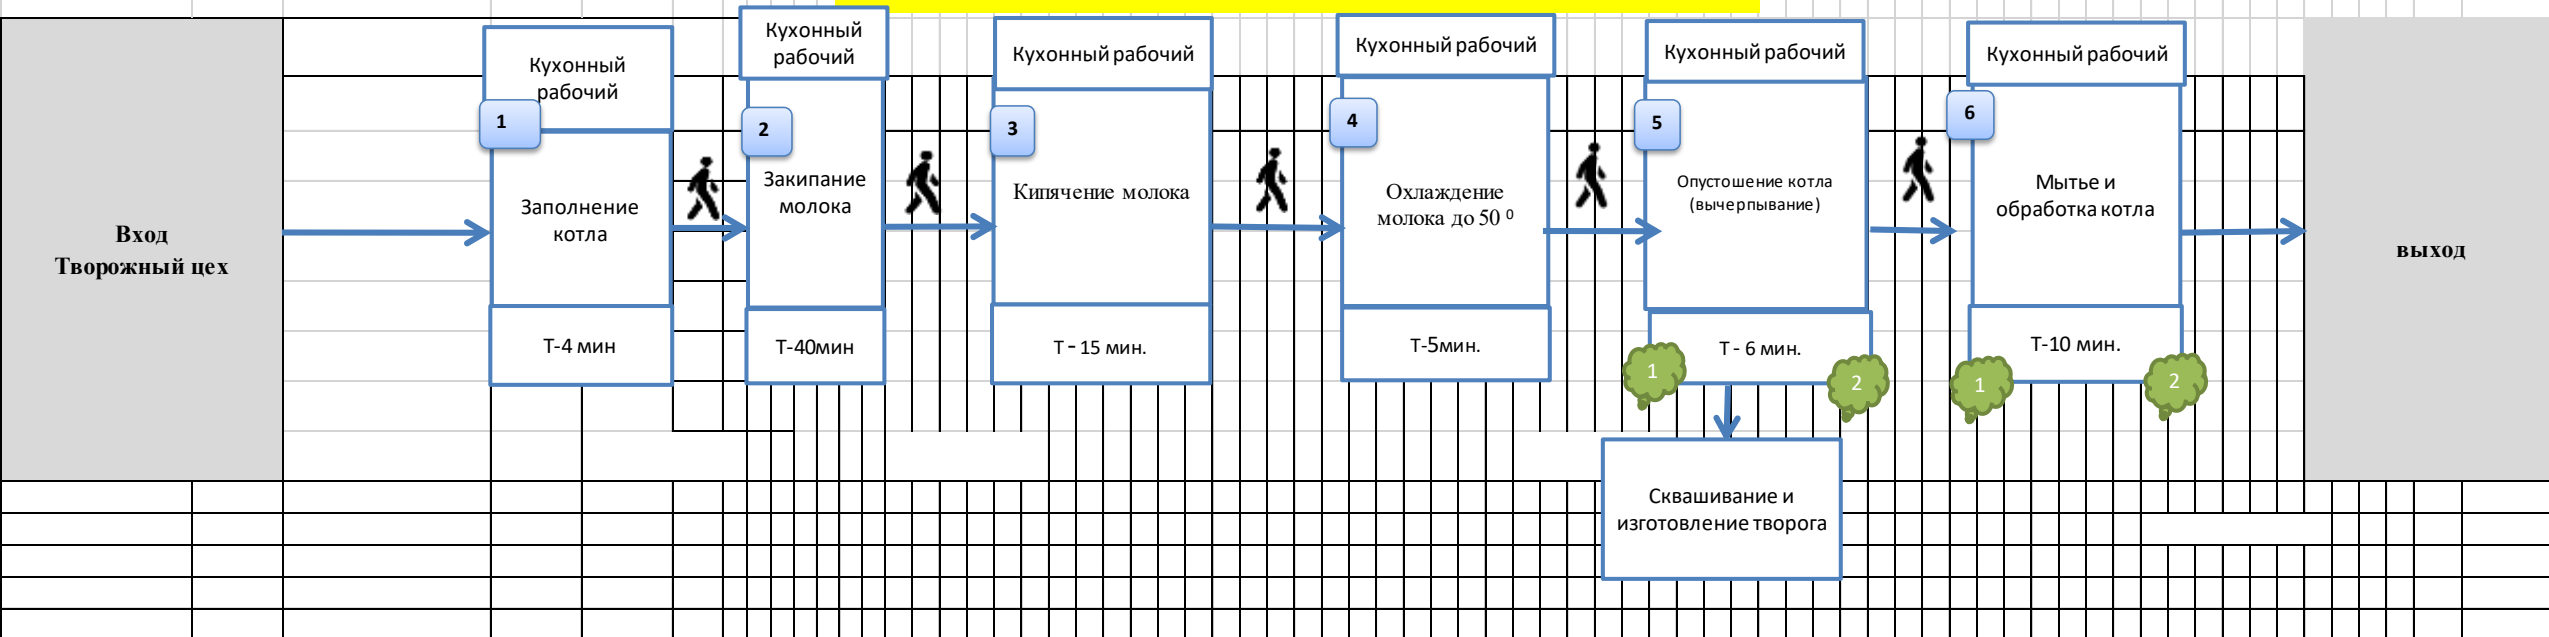 Вход
Творожный цех
Кухонный
рабочий
1
Заполнение
котла
Т-4 мин
Кухонный
рабочий
2
Закипание
молока
Т-40мин
Кухонный рабочий
3
Кипячение молока
Т - 15 мин.
Кухонный рабочий
4
Охлаждение
молока до 50 ⁰
Т-5мин.
Кухонный рабочий
5
Опустошение котла
(вычерпывание)
Т - 6 мин.
1
2
Сквашивание и
изготовление творога
Кухонный рабочий
6
Мытье и
обработка котла
Т-10 мин.
1
2
выход